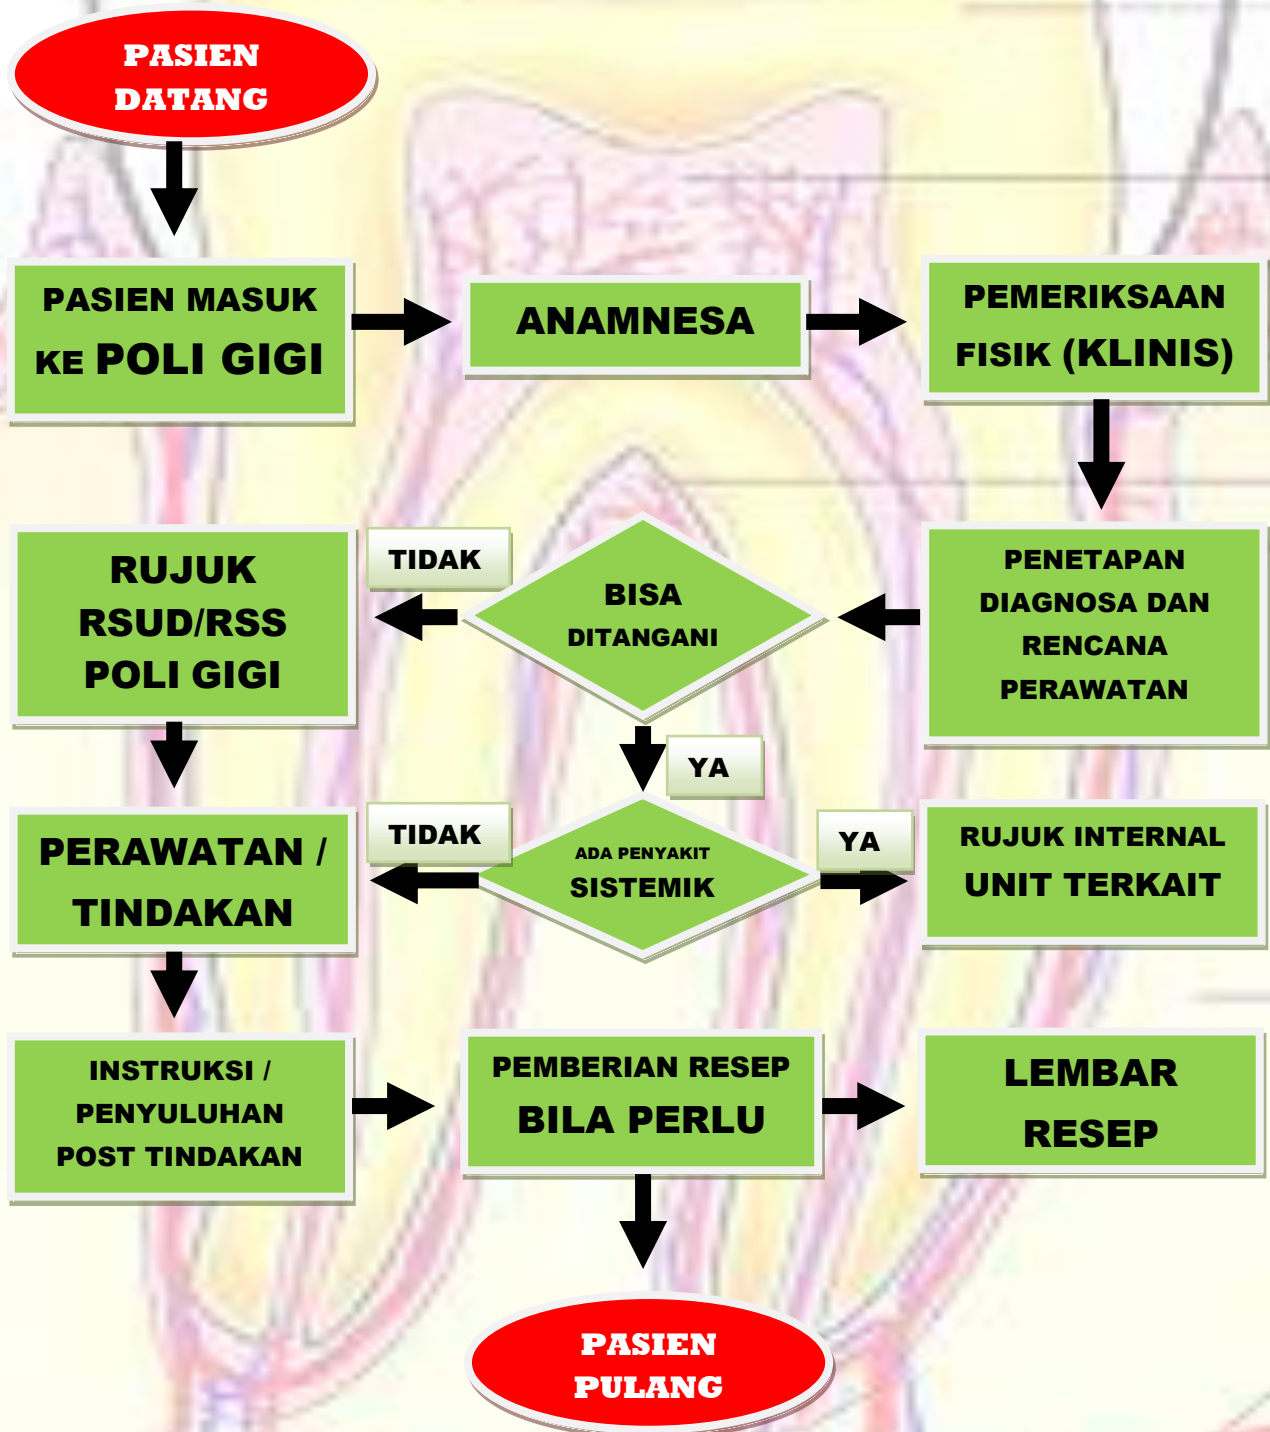 PASIEN
DATANG
PASIEN MASUK
KE POLI GIGI
ANAMNESA
PEMERIKSAAN
FISIK (KLINIS)
RUJUK
RSUD/RSS
POLI GIGI
TIDAK
BISA
DITANGANI
PENETAPAN
DIAGNOSA DAN
RENCANA
PERAWATAN
YA
PERAWATAN /
TINDAKAN
TIDAK
ADA PENYAKIT
SISTEMIK
YA
RUJUK INTERNAL
UNIT TERKAIT
INSTRUKSI /
PENYULUHAN
POST TINDAKAN
PEMBERIAN RESEP
BILA PERLU
LEMBAR
RESEP
PASIEN
PULANG